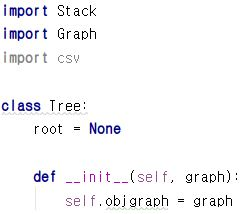 import Stack
import Graph
import csv
class Tree:
    root = None
    def __init__(self, graph):
        self.objgraph = graph